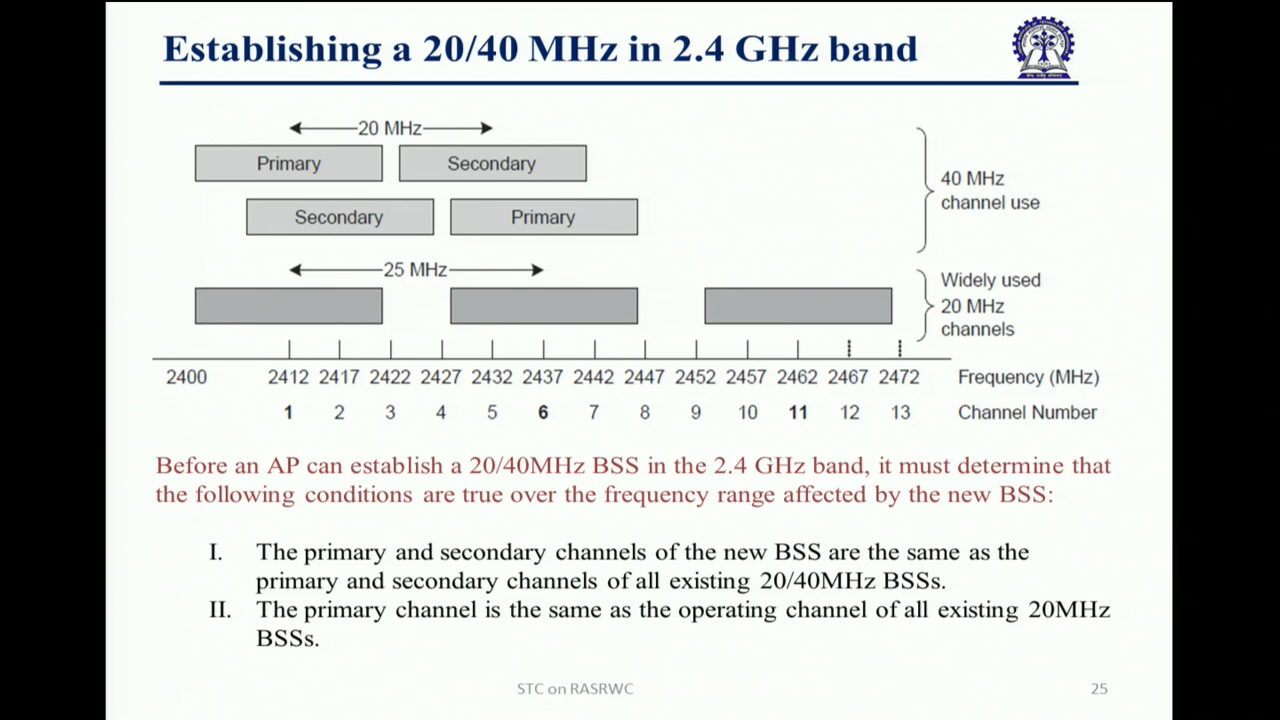 Establishing a 20/40 MHz in 2.4 GHz band
20 MHz
Primary
Secondary
40 MHz
channel use
Secondary
Primary
25 MHz
Widely used
20 MHz
channels
2400 2412 2417 2422 2427 2432 2437 2442 2447 2452 2457 2462 2467 2472 Frequency (MHz)
1 2 3 4 5 6 7 8 9 10 11 12 13 Channel Number
Before an AP can establish a 20/40MHz BSS in the 2.4 GHz band, it must determine that
the following conditions are true over the frequency range affected by the new BSS:
I. The primary and secondary channels of the new BSS are the same as the
primary and secondary channels of all existing 20/40MHz BSSs.
II. The primary channel is the same as the operating channel of all existing 20MHz
BSSs.
STC on RASRWC
25